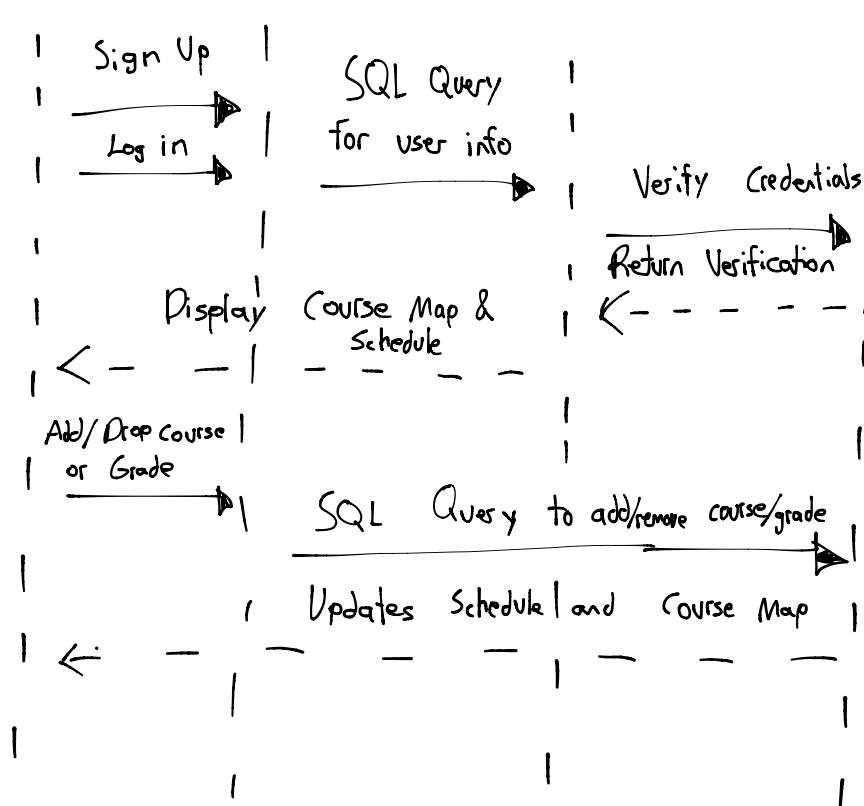 Sign Up
SQL Query
for user info
Log in
Verify Credentials
Return Verification
Display Course Map &
Schedule
Add/Drop Course
or Grade
SQL Query to add/remove course/grade
Updates Schedule and Course Map